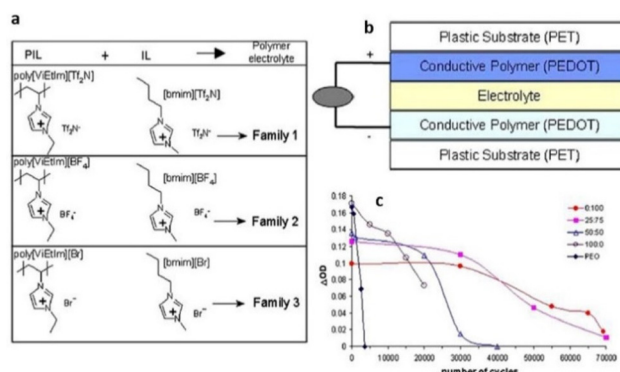 a
PIL + IL Polymer
electrolyte
poly[ViEtIm][Tf₂N]
[bmim][Tf₂N]
Tf₂N⁻ Tf₂N⁻ Family 1
poly[ViEtIm][BF₄]
[bmim][BF₄]
BF₄⁻ BF₄⁻ Family 2
poly[ViEtIm][Br]
[bmim][Br]
Br⁻ Br⁻ Family 3
b
Plastic Substrate (PET)
+ Conductive Polymer (PEDOT)
Electrolyte
- Conductive Polymer (PEDOT)
Plastic Substrate (PET)
c
ΔOD
0.18
0.16
0.14
0.12
0.1
0.08
0.06
0.04
0.02
0
0 10000 20000 30000 40000 50000 60000 70000
number of cycles
0:100
25:75
50:50
100:0
PEO